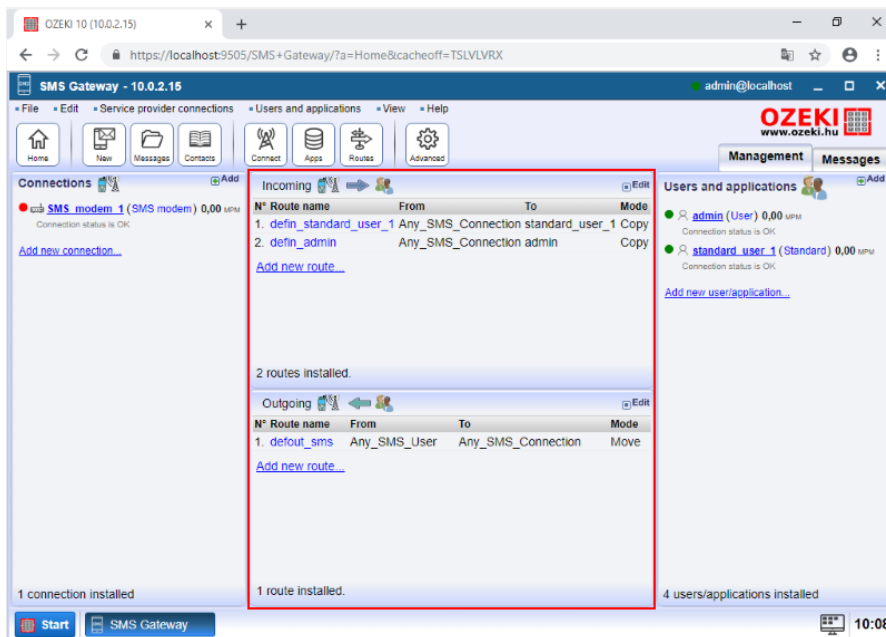 OZEKI 10 (10.0.2.15)
https://localhost:9505/SMS+Gateway/?a=Home&cacheoff=TSLVLVRX
SMS Gateway - 10.0.2.15
admin@localhost
File Edit Service provider connections Users and applications View Help
OZEKI
www.ozeki.hu
Home New Messages Contacts Connect Apps Routes Advanced
Management Messages
Connections Add
SMS_modem_1 (SMS modem) 0,00 MPM
Connection status is OK
Add new connection...
1 connection installed
Incoming Edit
N° Route name From To Mode
1. defin_standard_user_1 Any_SMS_Connection standard_user_1 Copy
2. defin_admin Any_SMS_Connection admin Copy
Add new route...
2 routes installed.
Outgoing Edit
N° Route name From To Mode
1. defout_sms Any_SMS_User Any_SMS_Connection Move
Add new route...
1 route installed.
Users and applications Add
admin (User) 0,00 MPM
Connection status is OK
standard_user_1 (Standard) 0,00 MPM
Connection status is OK
Add new user/application...
4 users/applications installed
Start SMS Gateway 10:08